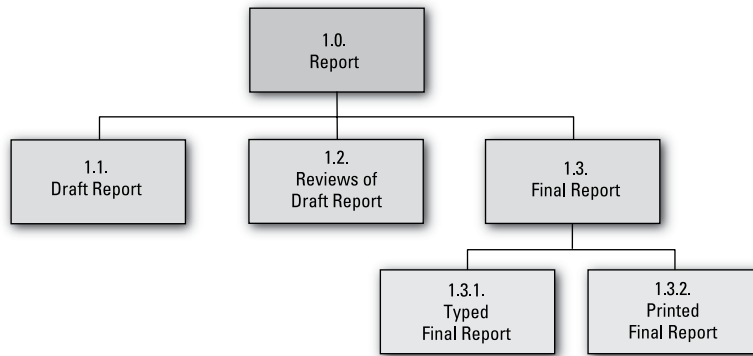 1.0.
Report
1.1.
Draft Report
1.2.
Reviews of
Draft Report
1.3.
Final Report
1.3.1.
Typed
Final Report
1.3.2.
Printed
Final Report